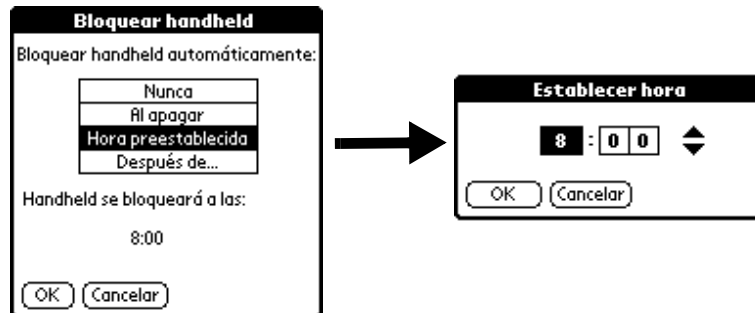 Bloquear handheld
Bloquear handheld automáticamente:
Nunca
Al apagar
Hora preestablecida
Después de...
Handheld se bloqueará a las:
8:00
OK Cancelar
Establecer hora
8 : 0 0
OK Cancelar